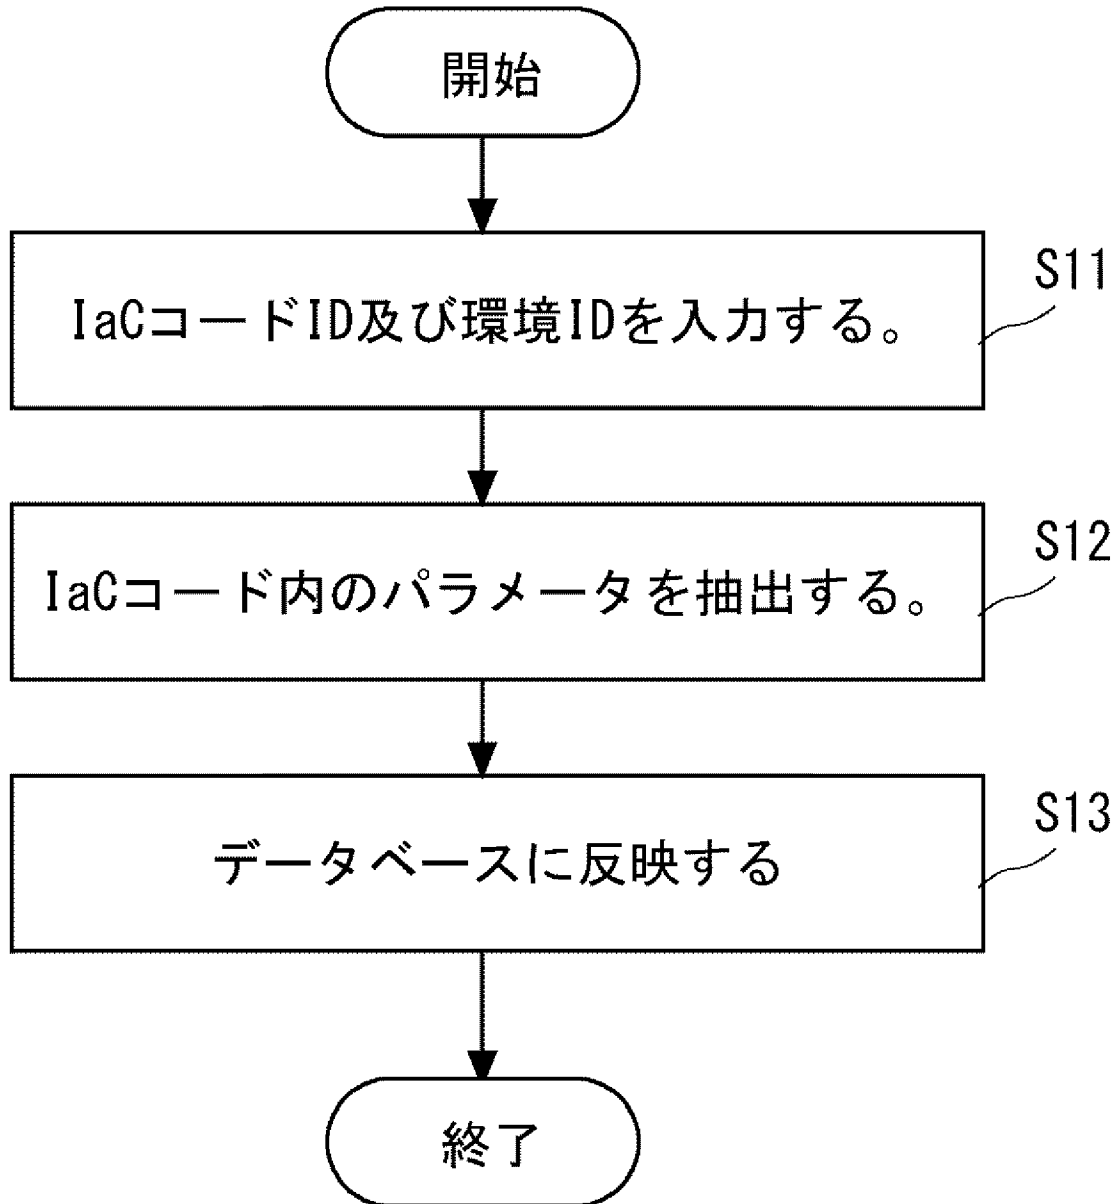 開始
IaCコードID及び環境IDを入力する。
S11
IaCコード内のパラメータを抽出する。
S12
データベースに反映する
S13
終了